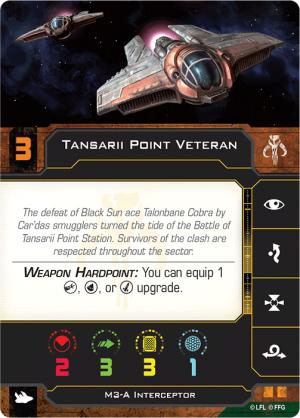 3
TANSARII POINT VETERAN
The defeat of Black Sun ace Talonbane Cobra by
Car'das smugglers turned the tide of the Battle of
Tansarii Point Station. Survivors of the clash are
respected throughout the sector.
WEAPON HARDPOINT: You can equip 1
, , or upgrade.
2 3 3 1
M3-A INTERCEPTOR
© LFL © FFG